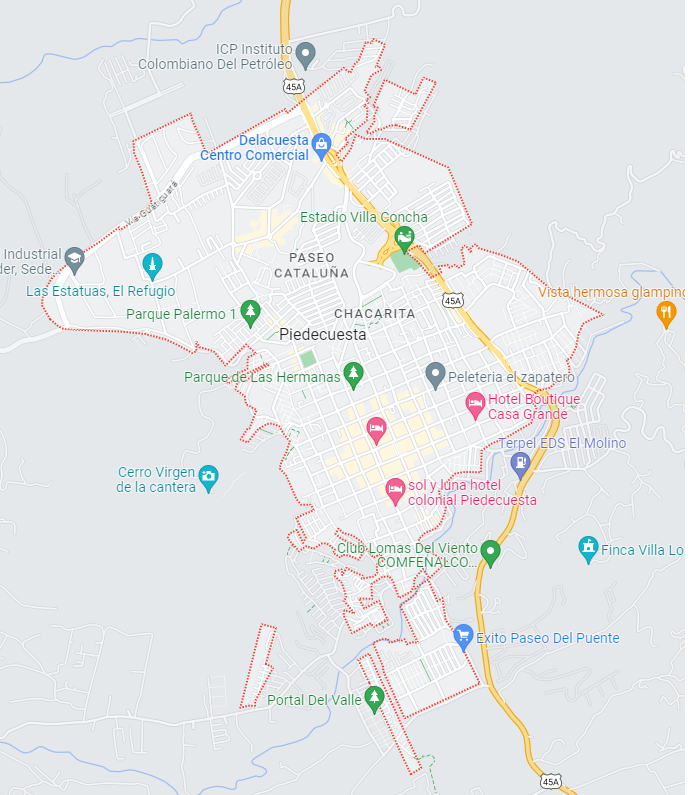 ICP Instituto
Colombiano Del Petróleo
45A
Delacuesta
Centro Comercial
Vía Guatiguará
Estadio Villa Concha
Industrial
der, Sede...
PASEO
CATALUÑA
Las Estatuas, El Refugio
45A
Vista hermosa glamping
Parque Palermo 1
CHACARITA
Piedecuesta
Parque de Las Hermanas
Peleteria el zapatero
Hotel Boutique
Casa Grande
Terpel EDS El Molino
Cerro Virgen
de la cantera
sol y luna hotel
colonial Piedecuesta
Club Lomas Del Viento
COMFENALCO...
Finca Villa Lo
Exito Paseo Del Puente
Portal Del Valle
45A